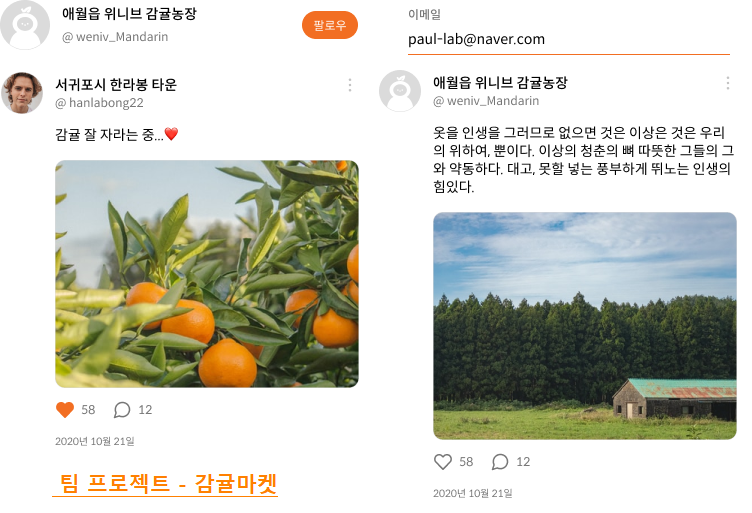 애월읍 위니브 감귤농장
@ weniv_Mandarin
팔로우
서귀포시 한라봉 타운
@ hanlabong22
감귤 잘 자라는 중...❤️
58
12
2020년 10월 21일
팀 프로젝트 - 감귤마켓
이메일
paul-lab@naver.com
애월읍 위니브 감귤농장
@ weniv_Mandarin
옷을 인생을 그러므로 없으면 것은 이상은 것은 우리
의 위하여, 뿐이다. 이상의 청춘의 뼈 따뜻한 그들의 그
와 약동하다. 대고, 못할 넣는 풍부하게 뛰노는 인생의
힘있다.
58
12
2020년 10월 21일